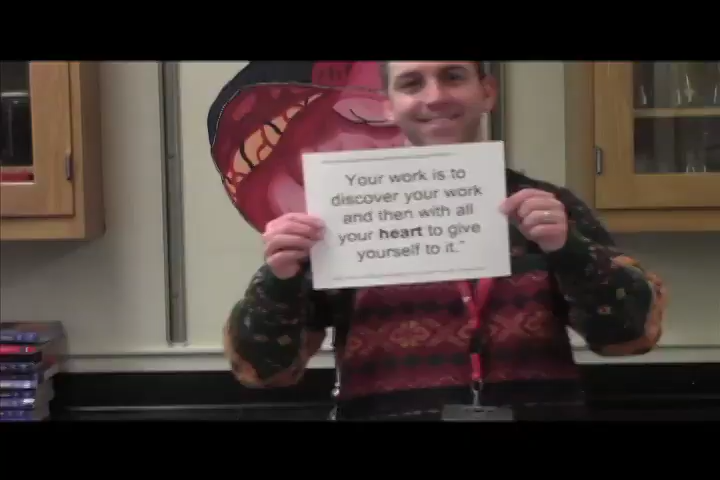 Your work is to
discover your work
and then with all
your heart to give
yourself to it.”